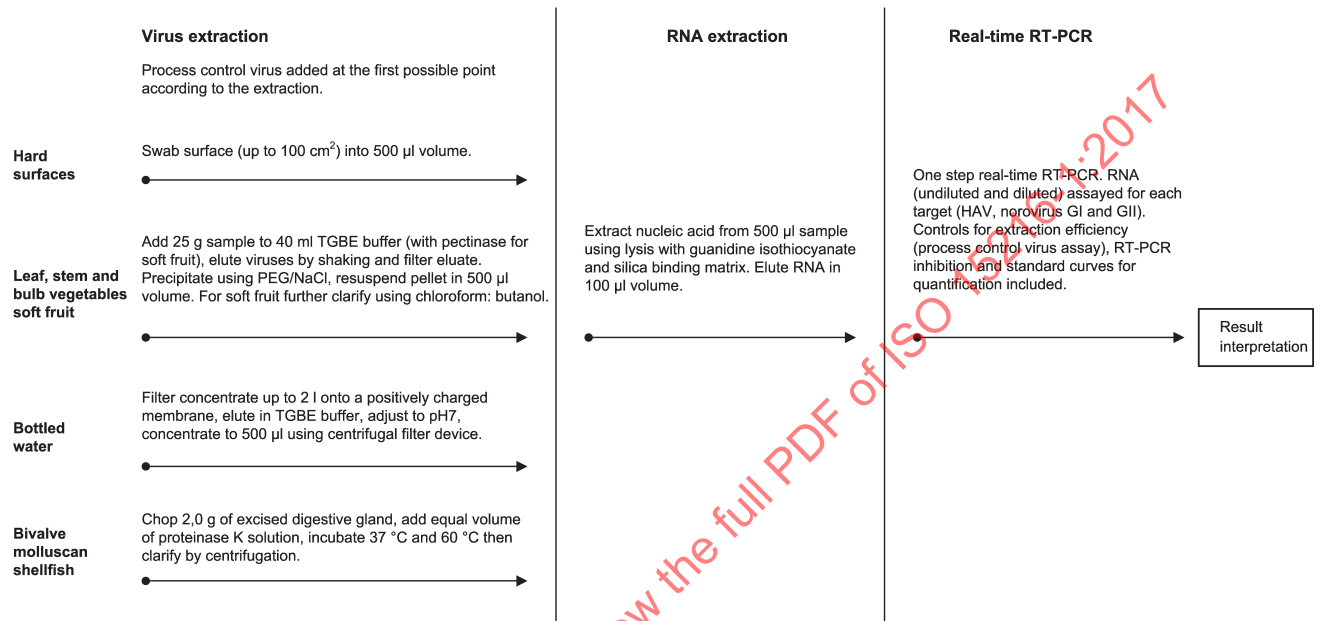 Virus extraction
Process control virus added at the first possible point
according to the extraction.
Hard
surfaces
Swab surface (up to 100 cm²) into 500 µl volume.
Leaf, stem and
bulb vegetables
soft fruit
Add 25 g sample to 40 ml TGBE buffer (with pectinase for
soft fruit), elute viruses by shaking and filter eluate.
Precipitate using PEG/NaCl, resuspend pellet in 500 µl
volume. For soft fruit further clarify using chloroform: butanol.
Bottled
water
Filter concentrate up to 2 l onto a positively charged
membrane, elute in TGBE buffer, adjust to pH7,
concentrate to 500 µl using centrifugal filter device.
Bivalve
molluscan
shellfish
Chop 2,0 g of excised digestive gland, add equal volume
of proteinase K solution, incubate 37 °C and 60 °C then
clarify by centrifugation.
RNA extraction
Extract nucleic acid from 500 µl sample
using lysis with guanidine isothiocyanate
and silica binding matrix. Elute RNA in
100 µl volume.
Real-time RT-PCR
One step real-time RT-PCR. RNA
(undiluted and diluted) assayed for each
target (HAV, norovirus GI and GII).
Controls for extraction efficiency
(process control virus assay), RT-PCR
inhibition and standard curves for
quantification included.
Result
interpretation
the full PDF of ISO 15216-1:2017